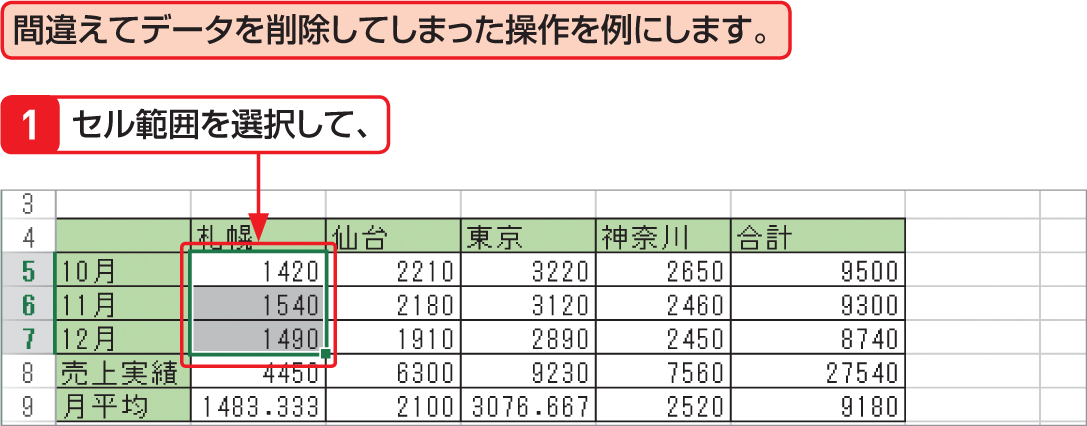 間違えてデータを削除してしまった操作を例にします。
1 セル範囲を選択して、
3
4 札幌 仙台 東京 神奈川 合計
5 10月 1420 2210 3220 2650 9500
6 11月 1540 2180 3120 2460 9300
7 12月 1490 1910 2890 2450 8740
8 売上実績 4450 6300 9230 7560 27540
9 月平均 1483.333 2100 3076.667 2520 9180